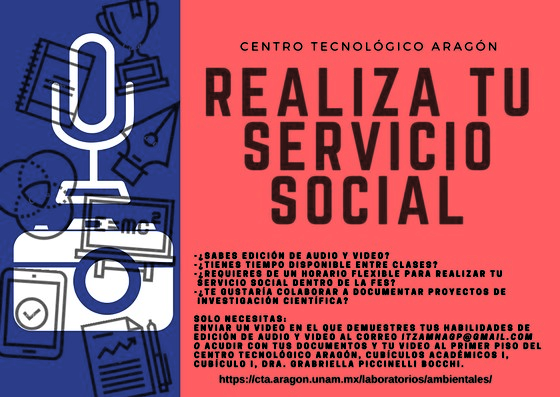 CENTRO TECNOLÓGICO ARAGÓN
REALIZA TU
SERVICIO
SOCIAL
E=mc²
-¿SABES EDICIÓN DE AUDIO Y VIDEO?
-¿TIENES TIEMPO DISPONIBLE ENTRE CLASES?
-¿REQUIERES DE UN HORARIO FLEXIBLE PARA REALIZAR TU
SERVICIO SOCIAL DENTRO DE LA FES?
-¿TE GUSTARÍA COLABORAR A DOCUMENTAR PROYECTOS DE
INVESTIGACIÓN CIENTÍFICA?
SOLO NECESITAS:
ENVIAR UN VIDEO EN EL QUE DEMUESTRES TUS HABILIDADES DE
EDICIÓN DE AUDIO Y VIDEO AL CORREO ITZAMNAGP@GMAIL.COM
O ACUDIR CON TUS DOCUMENTOS Y TU VIDEO AL PRIMER PISO DEL
CENTRO TECNOLÓGICO ARAGÓN, CUBÍCULOS ACADÉMICOS I,
CUBÍCULO I, DRA. GRABRIELLA PICCINELLI BOCCHI.
https://cta.aragon.unam.mx/laboratorios/ambientales/